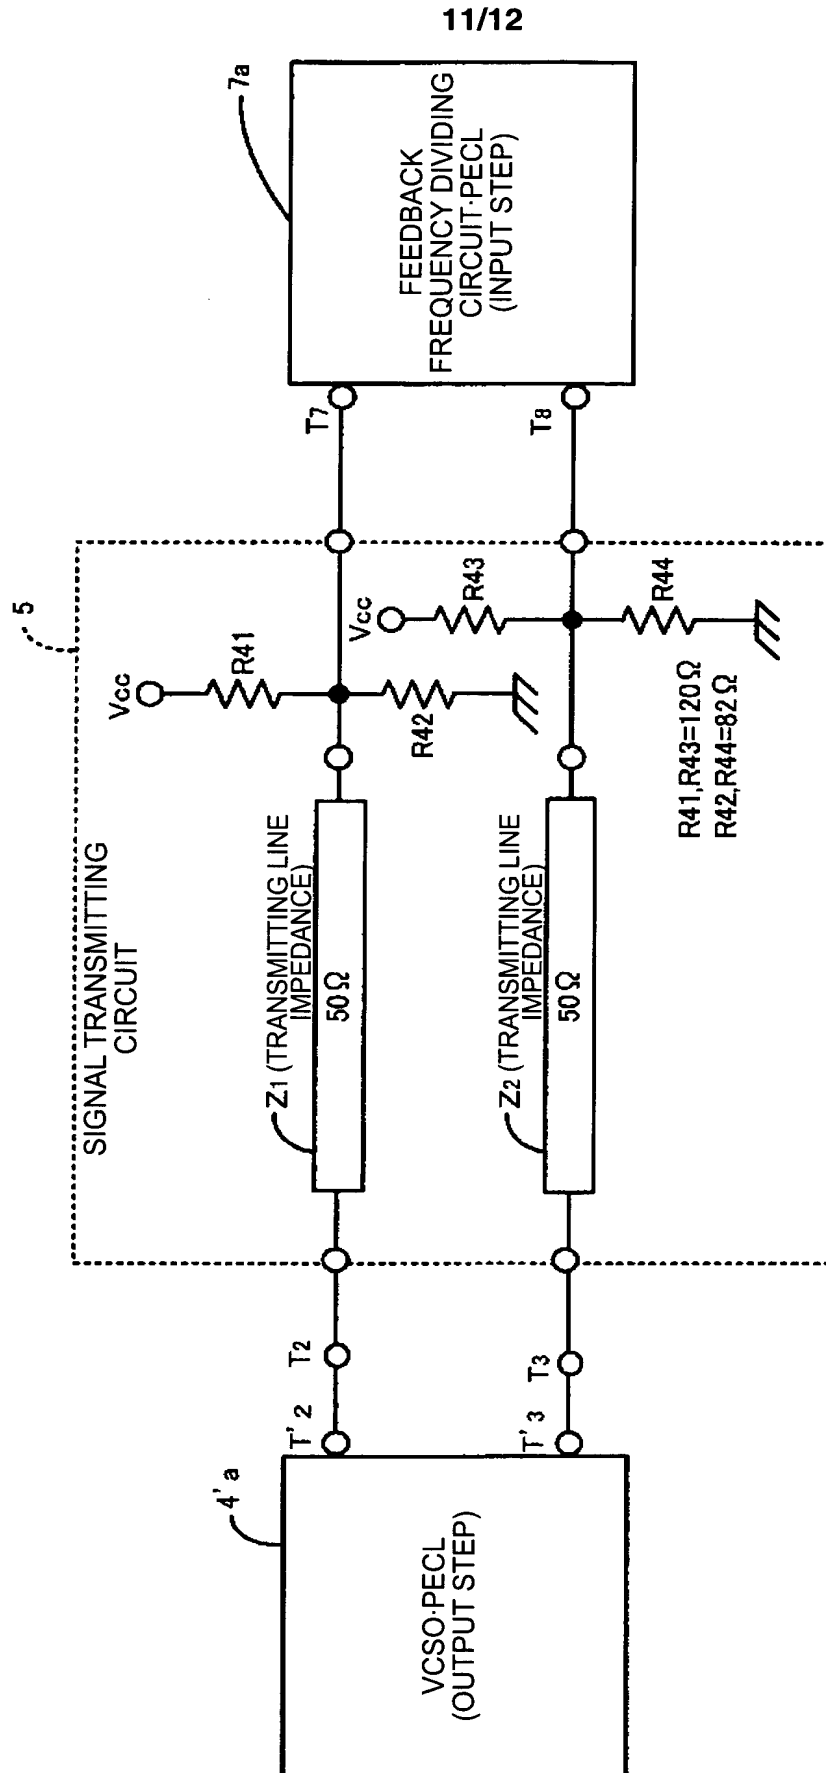 11/12
5
SIGNAL TRANSMITTING
CIRCUIT
4'a
VCSO·PECL
(OUTPUT STEP)
T'2
T2
T'3
T3
Z1 (TRANSMITTING LINE
IMPEDANCE)
50Ω
Z2 (TRANSMITTING LINE
IMPEDANCE)
50Ω
Vcc
R41
R42
Vcc
R43
R44
R41,R43=120Ω
R42,R44=82Ω
T7
T8
7a
FEEDBACK
FREQUENCY DIVIDING
CIRCUIT·PECL
(INPUT STEP)